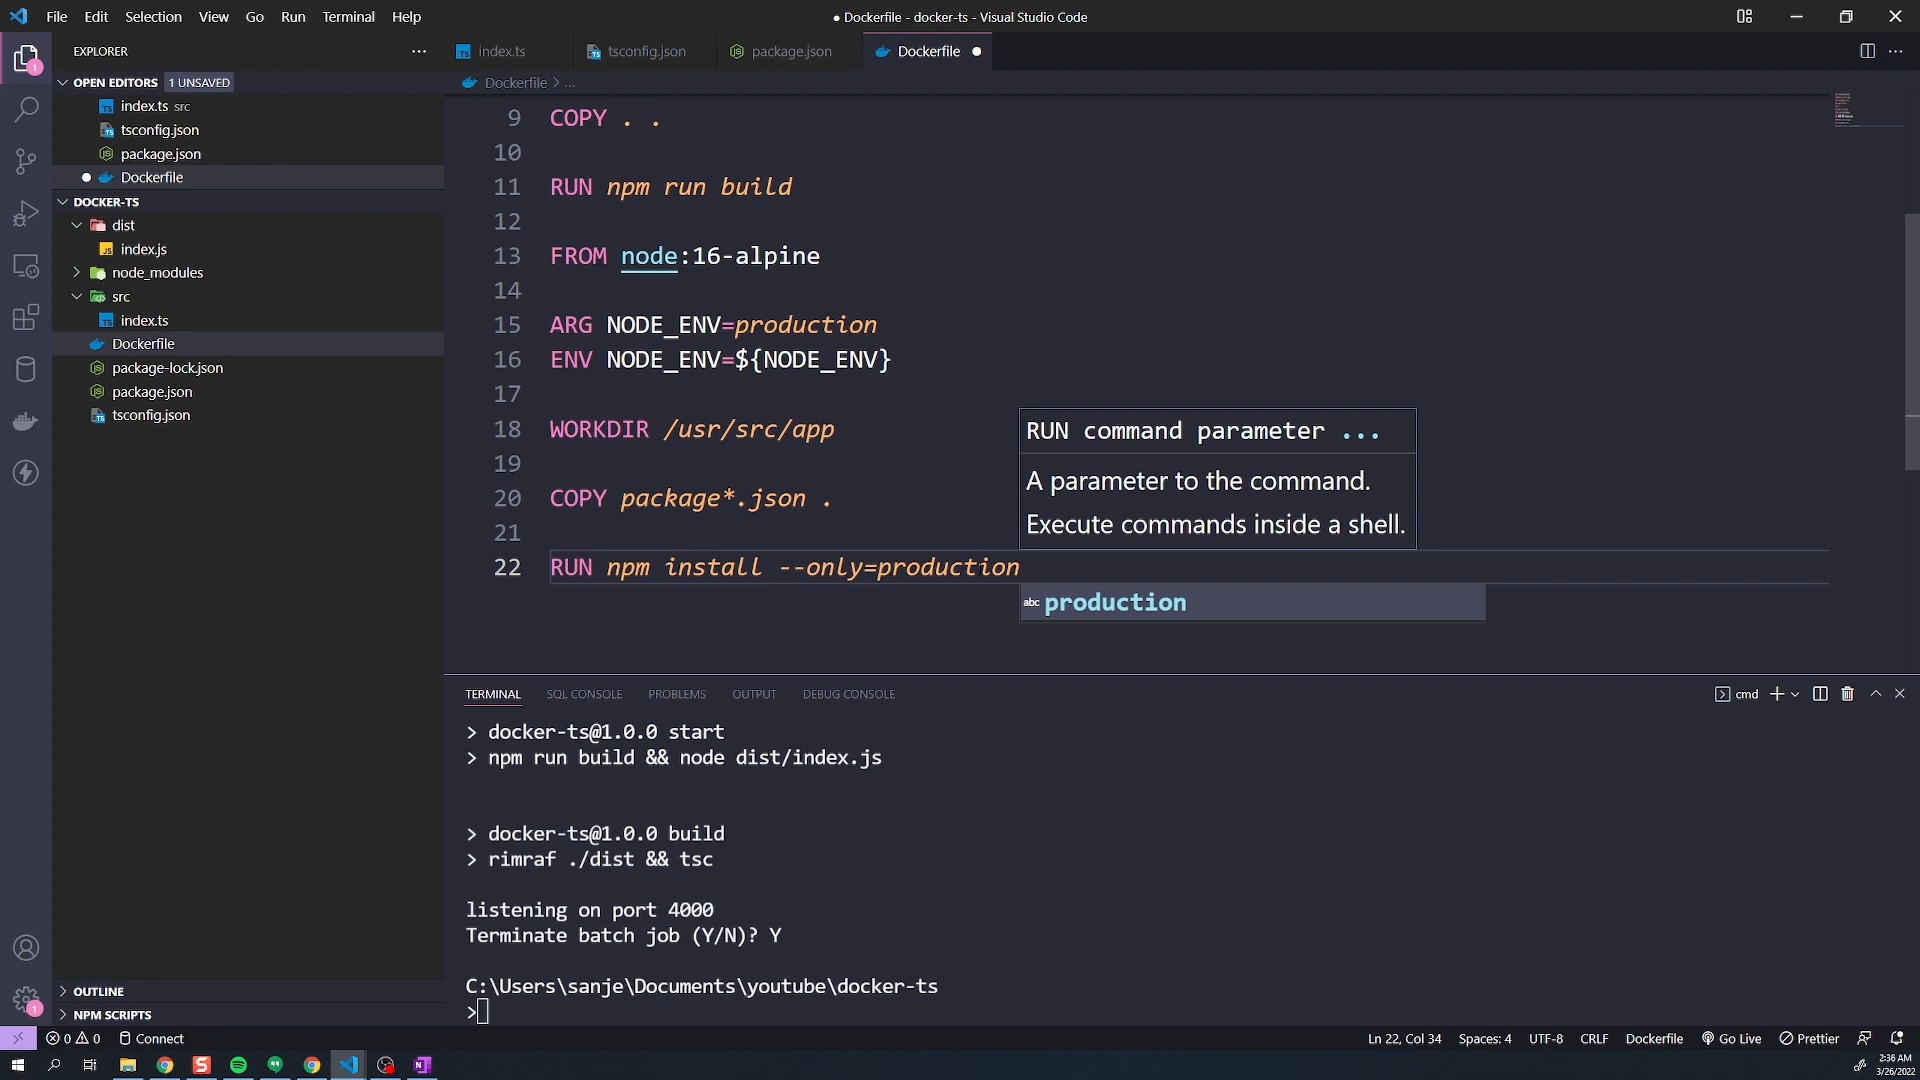 File Edit Selection View Go Run Terminal Help
● Dockerfile - docker-ts - Visual Studio Code
EXPLORER
index.ts
tsconfig.json
package.json
Dockerfile
OPEN EDITORS 1 UNSAVED
index.ts src
tsconfig.json
package.json
Dockerfile
DOCKER-TS
dist
index.js
node_modules
src
index.ts
Dockerfile
package-lock.json
package.json
tsconfig.json
OUTLINE
NPM SCRIPTS
Dockerfile > ...
9 COPY . .
10
11 RUN npm run build
12
13 FROM node:16-alpine
14
15 ARG NODE_ENV=production
16 ENV NODE_ENV=${NODE_ENV}
17
18 WORKDIR /usr/src/app
19
20 COPY package*.json .
21
22 RUN npm install --only=production
RUN command parameter ...
A parameter to the command.
Execute commands inside a shell.
abc production
TERMINAL SQL CONSOLE PROBLEMS OUTPUT DEBUG CONSOLE
cmd
> docker-ts@1.0.0 start
> npm run build && node dist/index.js
> docker-ts@1.0.0 build
> rimraf ./dist && tsc
listening on port 4000
Terminate batch job (Y/N)? Y
C:\Users\sanje\Documents\youtube\docker-ts
>
0 0 Connect
Ln 22, Col 34 Spaces: 4 UTF-8 CRLF Dockerfile Go Live Prettier
2:36 AM
3/26/2022